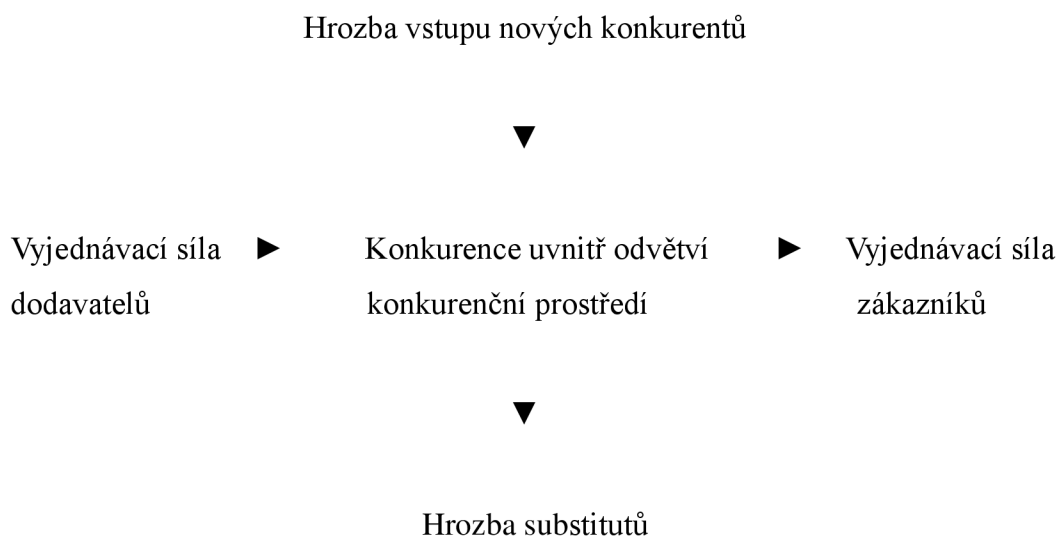 Hrozba vstupu nových konkurentů
▼
Vyjednávací síla ► Konkurence uvnitř odvětví ► Vyjednávací síla
dodavatelů konkurenční prostředí zákazníků
▼
Hrozba substitutů